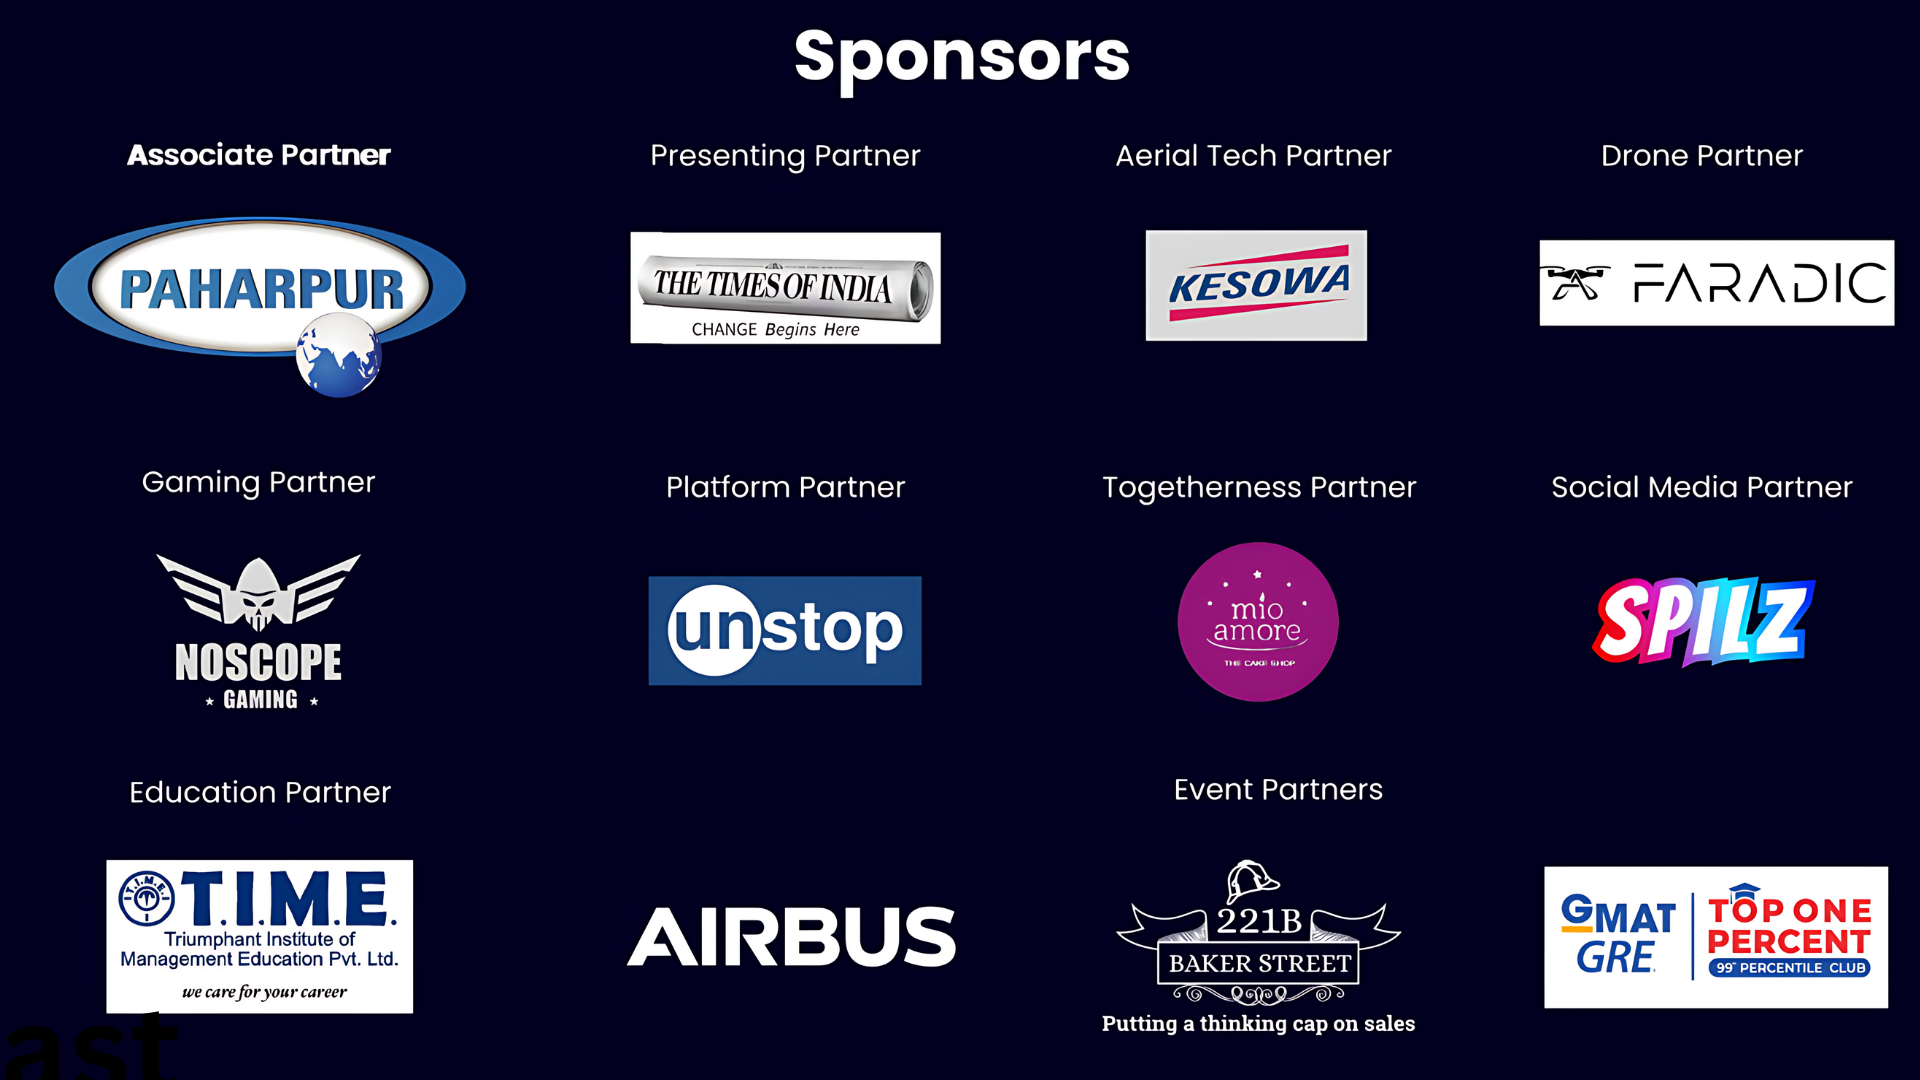 Sponsors
Associate Partner
Presenting Partner
Aerial Tech Partner
Drone Partner
PAHARPUR
THE TIMES OF INDIA
CHANGE Begins Here
KESOWA
FARADIC
Gaming Partner
Platform Partner
Togetherness Partner
Social Media Partner
NOSCOPE
★ GAMING ★
unstop
mio
amore
THE CAKE SHOP
SPILZ
Education Partner
Event Partners
T.I.M.E.
T.I.M.E.
Triumphant Institute of
Management Education Pvt. Ltd.
we care for your career
AIRBUS
221B
BAKER STREET
Putting a thinking cap on sales
GMAT
GRE
TOP ONE
PERCENT
99th PERCENTILE CLUB
ast